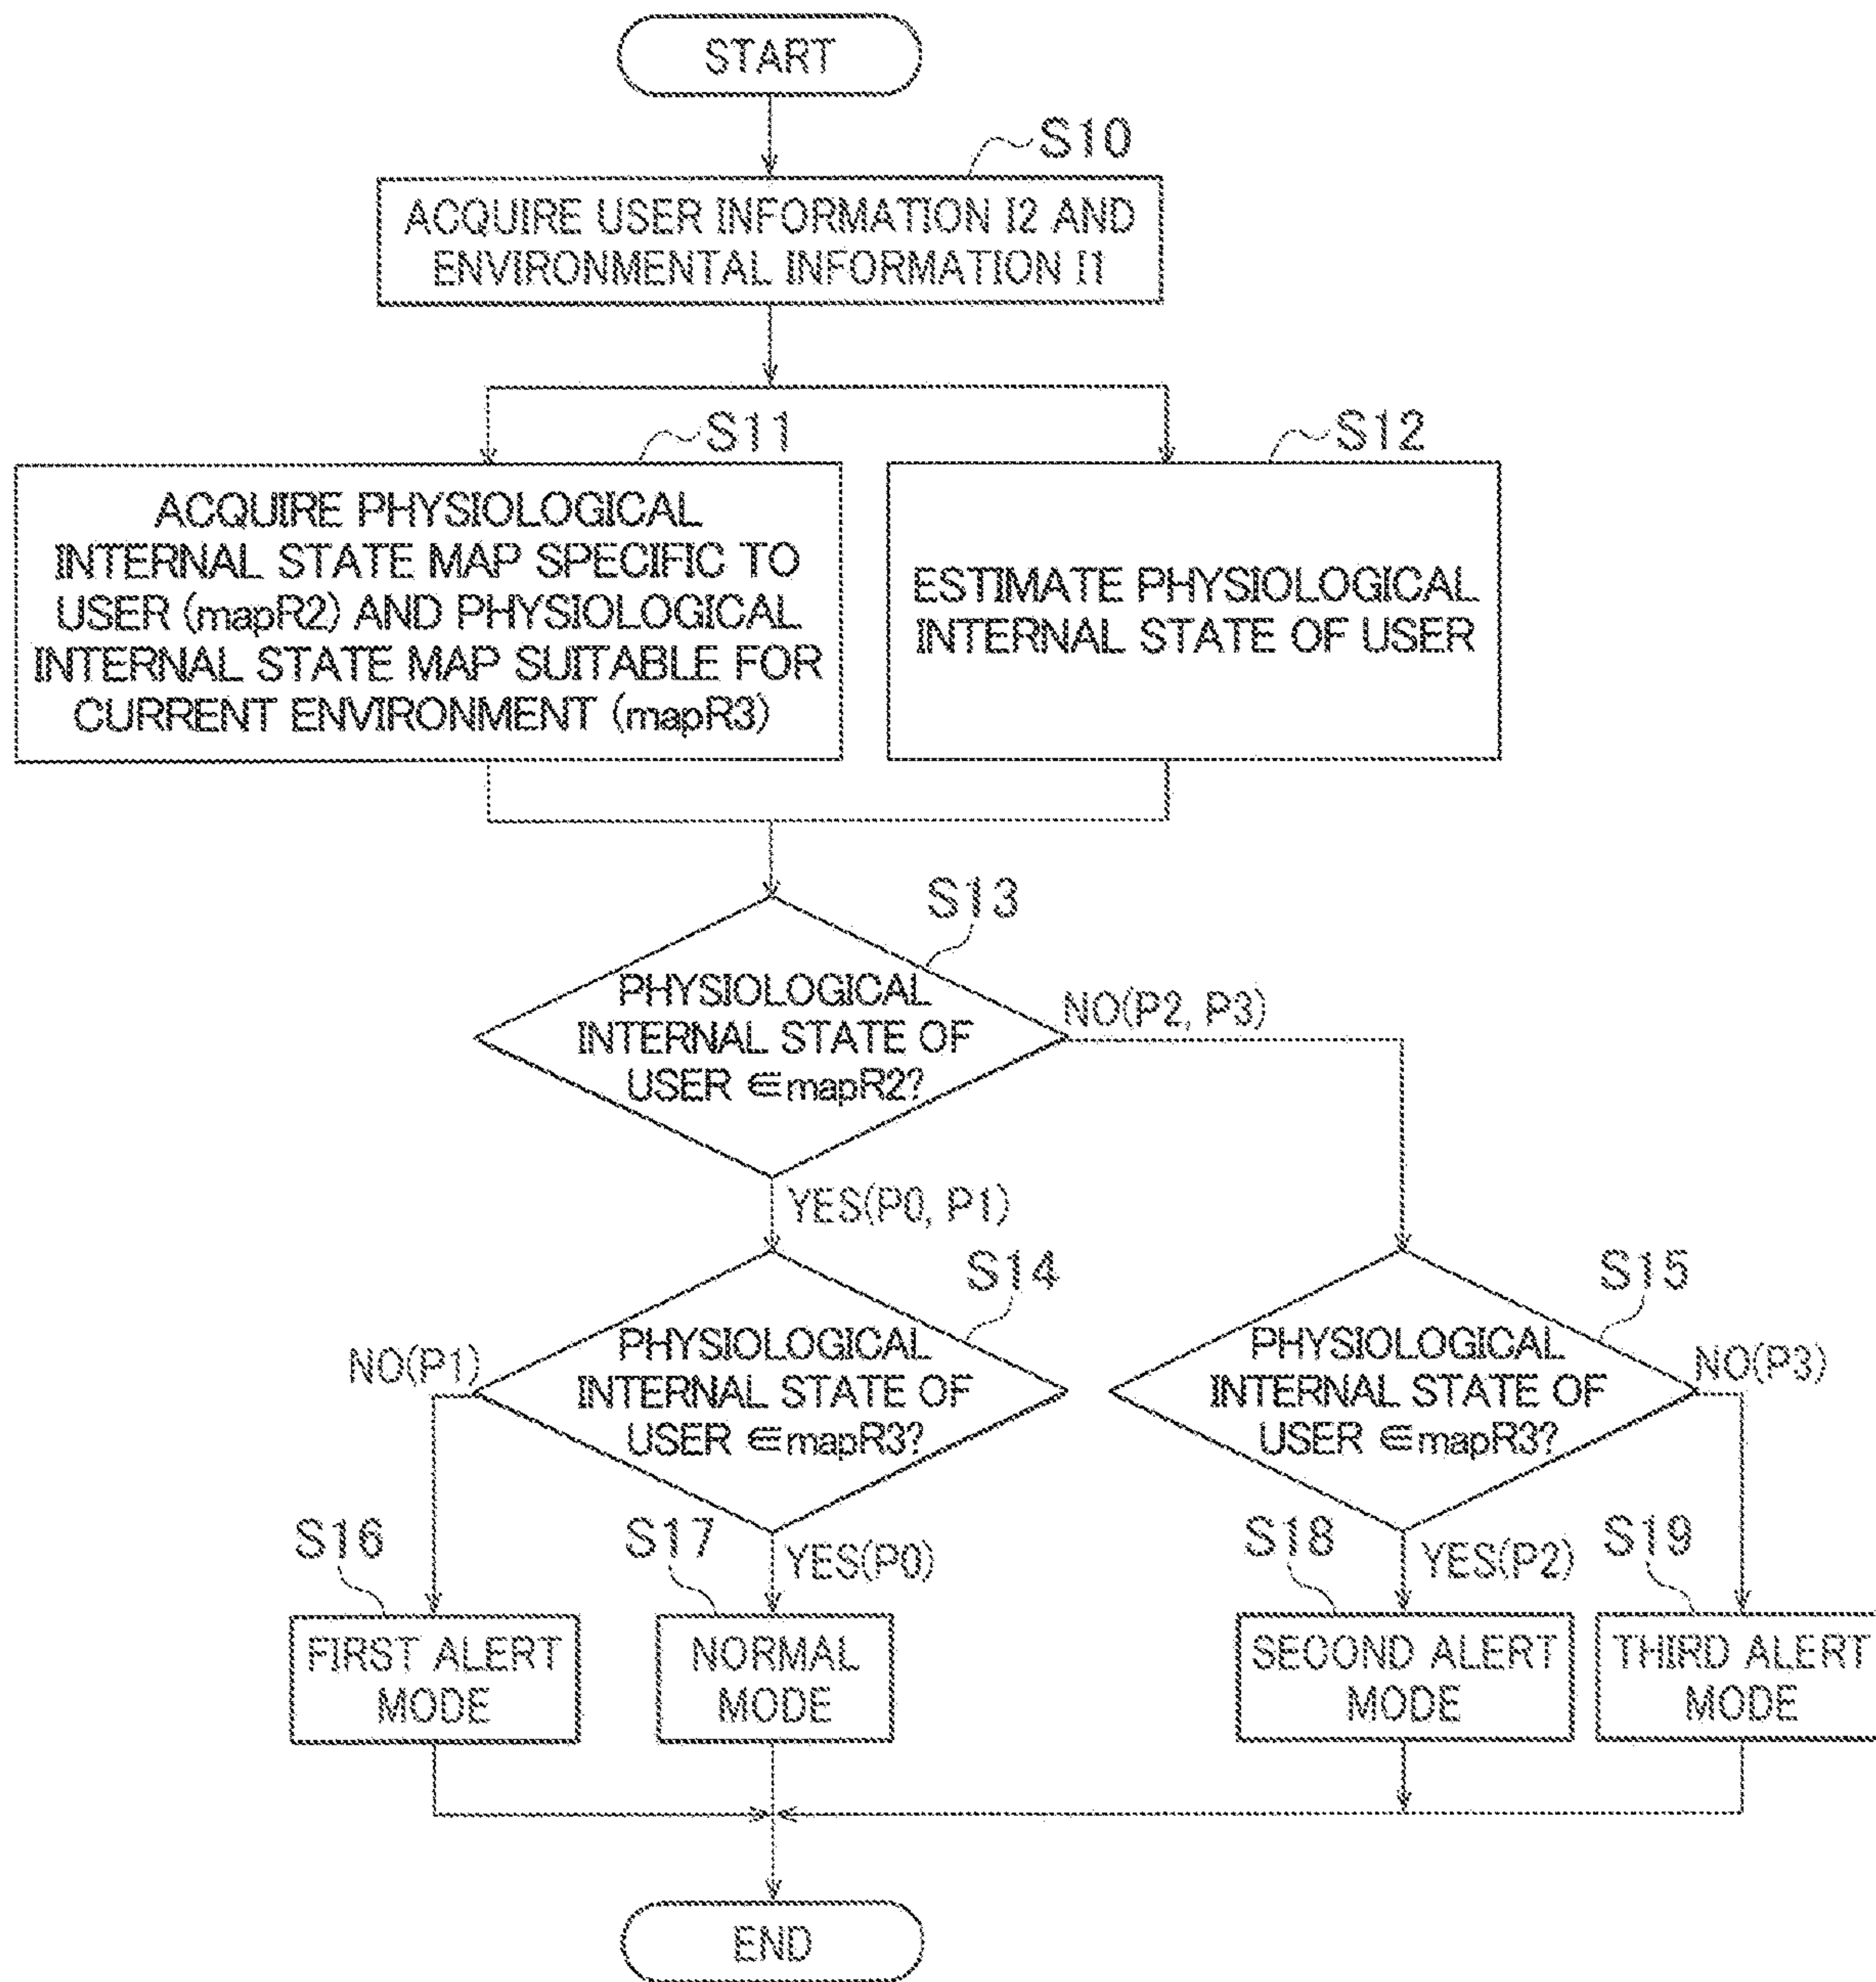 START
S10
ACQUIRE USER INFORMATION I2 AND
ENVIRONMENTAL INFORMATION I1
S11
ACQUIRE PHYSIOLOGICAL
INTERNAL STATE MAP SPECIFIC TO
USER (mapR2) AND PHYSIOLOGICAL
INTERNAL STATE MAP SUITABLE FOR
CURRENT ENVIRONMENT (mapR3)
S12
ESTIMATE PHYSIOLOGICAL
INTERNAL STATE OF USER
S13
PHYSIOLOGICAL
INTERNAL STATE OF
USER ∈mapR2?
NO(P2, P3)
YES(P0, P1)
S14
PHYSIOLOGICAL
INTERNAL STATE OF
USER ∈mapR3?
NO(P1)
YES(P0)
S15
PHYSIOLOGICAL
INTERNAL STATE OF
USER ∈mapR3?
NO(P3)
YES(P2)
S16
FIRST ALERT
MODE
S17
NORMAL
MODE
S18
SECOND ALERT
MODE
S19
THIRD ALERT
MODE
END